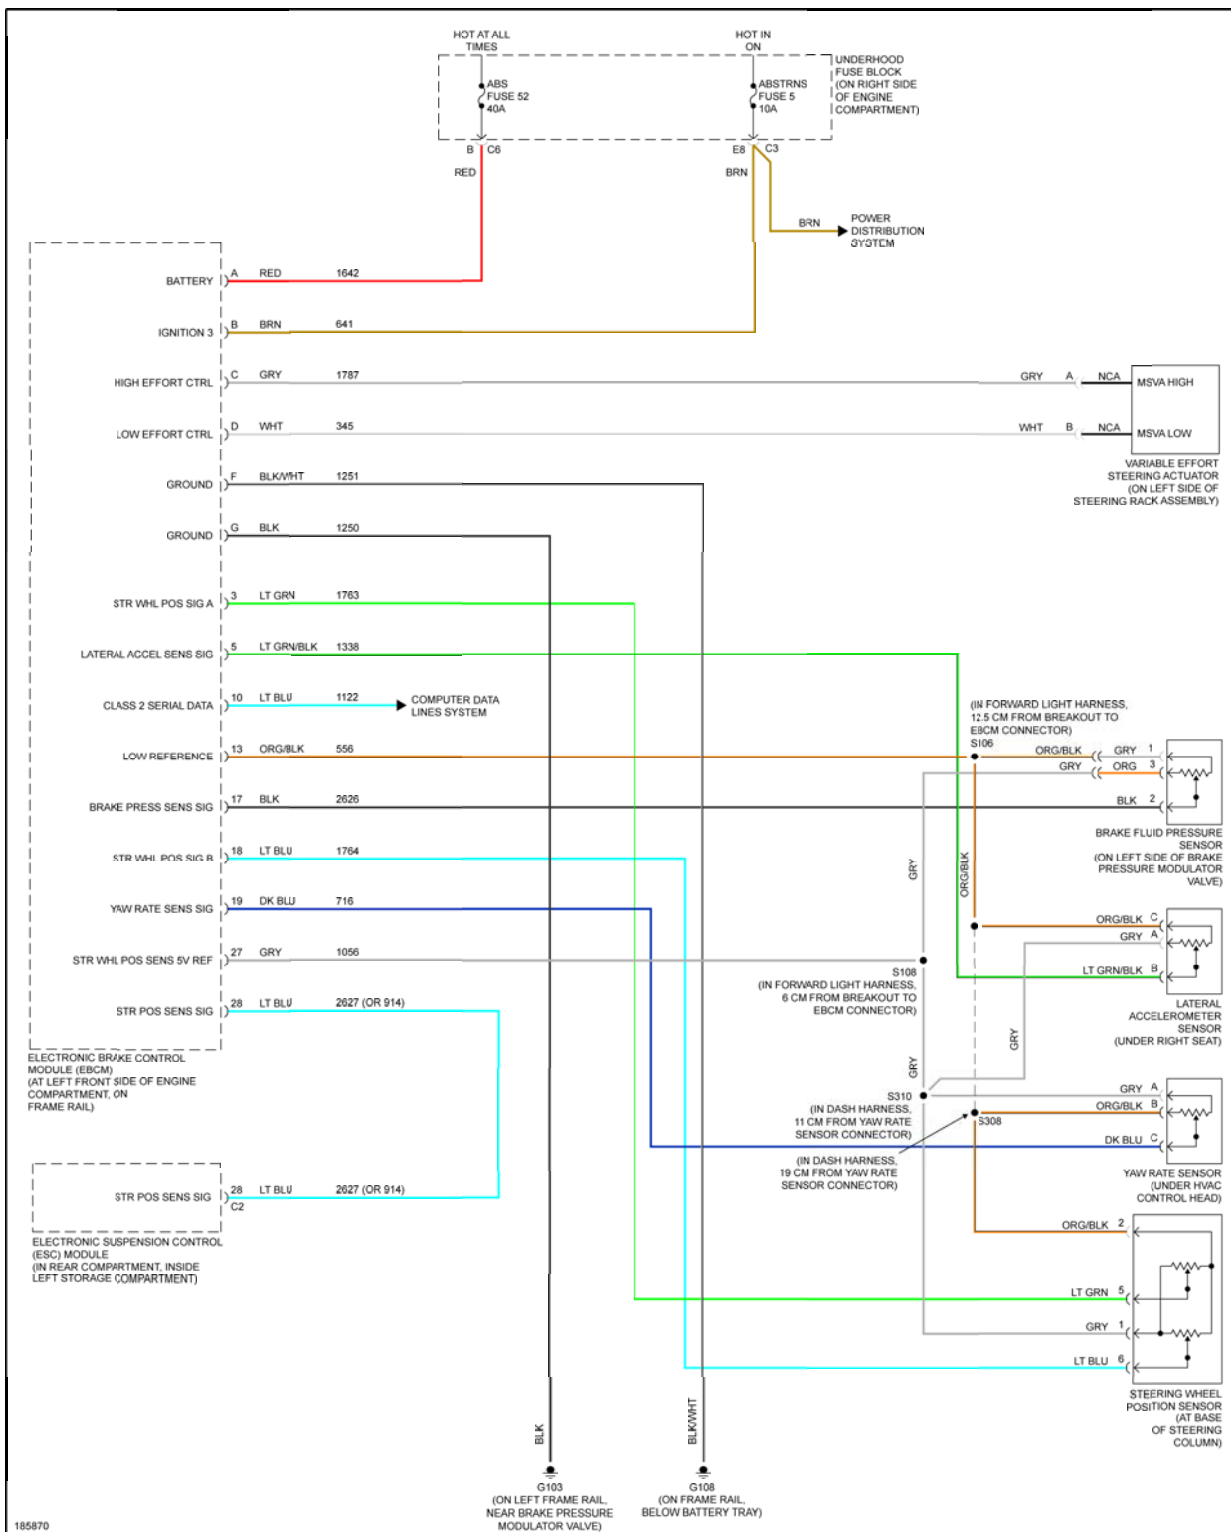 HOT AT ALL
TIMES
HOT IN
ON
ABS
FUSE 52
40A
ABSTRNS
FUSE 5
10A
UNDERHOOD
FUSE BLOCK
(ON RIGHT SIDE
OF ENGINE
COMPARTMENT)
B C6
E8 C3
RED
BRN
BRN
POWER
DISTRIBUTION
SYSTEM
BATTERY A RED 1642
IGNITION 3 B BRN 641
HIGH EFFORT CTRL C GRY 1787
GRY A NCA MSVA HIGH
LOW EFFORT CTRL D WHT 345
WHT B NCA MSVA LOW
VARIABLE EFFORT
STEERING ACTUATOR
(ON LEFT SIDE OF
STEERING RACK ASSEMBLY)
GROUND F BLK/WHT 1251
GROUND G BLK 1250
STR WHL POS SIG A 3 LT GRN 1763
LATERAL ACCEL SENS SIG 5 LT GRN/BLK 1338
CLASS 2 SERIAL DATA 10 LT BLU 1122
COMPUTER DATA
LINES SYSTEM
LOW REFERENCE 13 ORG/BLK 556
BRAKE PRESS SENS SIG 17 BLK 2626
STR WHL POS SIG B 18 LT BLU 1764
YAW RATE SENS SIG 19 DK BLU 716
STR WHL POS SENS 5V REF 27 GRY 1056
STR POS SENS SIG 28 LT BLU 2627 (OR 914)
ELECTRONIC BRAKE CONTROL
MODULE (EBCM)
(AT LEFT FRONT SIDE OF ENGINE
COMPARTMENT, ON
FRAME RAIL)
STR POS SENS SIG 28 LT BLU 2627 (OR 914)
C2
ELECTRONIC SUSPENSION CONTROL
(ESC) MODULE
(IN REAR COMPARTMENT, INSIDE
LEFT STORAGE COMPARTMENT)
(IN FORWARD LIGHT HARNESS,
12.5 CM FROM BREAKOUT TO
EBCM CONNECTOR)
S106
ORG/BLK GRY 1
GRY ORG 3
BLK 2
BRAKE FLUID PRESSURE
SENSOR
(ON LEFT SIDE OF BRAKE
PRESSURE MODULATOR
VALVE)
GRY
ORG/BLK
ORG/BLK C
GRY A
LT GRN/BLK B
LATERAL
ACCELEROMETER
SENSOR
(UNDER RIGHT SEAT)
S108
(IN FORWARD LIGHT HARNESS,
6 CM FROM BREAKOUT TO
EBCM CONNECTOR)
GRY
GRY
S310
(IN DASH HARNESS,
11 CM FROM YAW RATE
SENSOR CONNECTOR)
S308
(IN DASH HARNESS,
19 CM FROM YAW RATE
SENSOR CONNECTOR)
GRY A
ORG/BLK B
DK BLU C
YAW RATE SENSOR
(UNDER HVAC
CONTROL HEAD)
ORG/BLK 2
LT GRN 5
GRY 1
LT BLU 6
STEERING WHEEL
POSITION SENSOR
(AT BASE
OF STEERING
COLUMN)
BLK
BLK/WHT
G103
(ON LEFT FRAME RAIL,
NEAR BRAKE PRESSURE
MODULATOR VALVE)
G108
(ON FRAME RAIL,
BELOW BATTERY TRAY)
185870